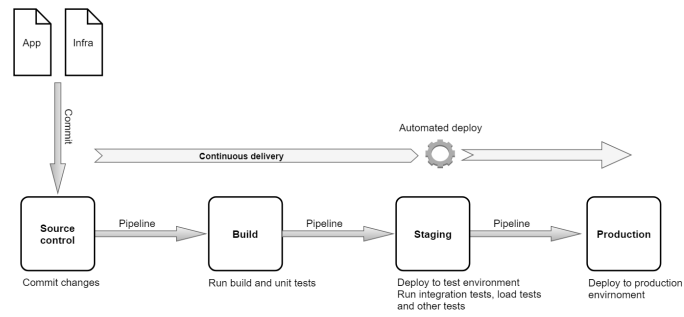 App
Infra
Commit
Automated deploy
Continuous delivery
Source
control
Pipeline
Build
Pipeline
Staging
Pipeline
Production
Commit changes
Run build and unit tests
Deploy to test environment
Run integration tests, load tests
and other tests
Deploy to production
envirnoment